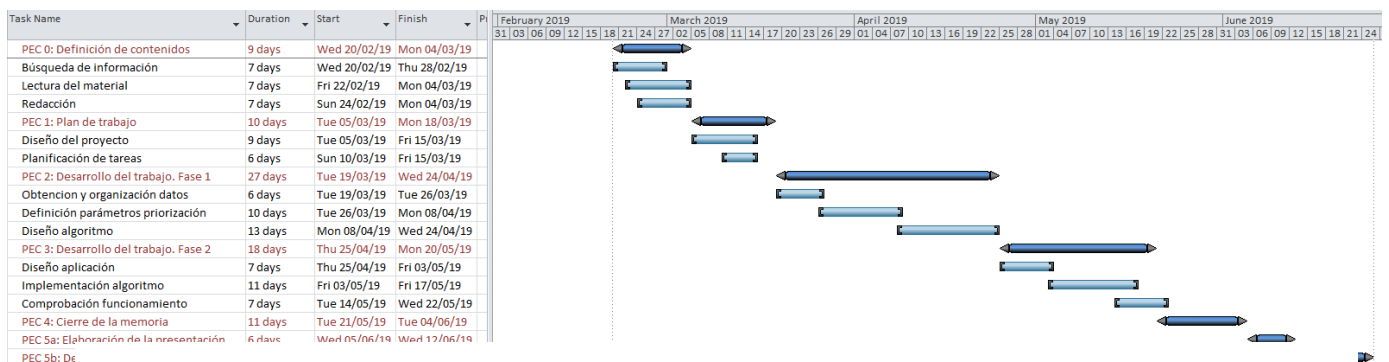 Task Name Duration Start Finish P February 2019 March 2019 April 2019 May 2019 June 2019
31 03 06 09 12 15 18 21 24 27 02 05 08 11 14 17 20 23 26 29 01 04 07 10 13 16 19 22 25 28 01 04 07 10 13 16 19 22 25 28 31 03 06 09 12 15 18 21 24
PEC 0: Definición de contenidos 9 days Wed 20/02/19 Mon 04/03/19
Búsqueda de información 7 days Wed 20/02/19 Thu 28/02/19
Lectura del material 7 days Fri 22/02/19 Mon 04/03/19
Redacción 7 days Sun 24/02/19 Mon 04/03/19
PEC 1: Plan de trabajo 10 days Tue 05/03/19 Mon 18/03/19
Diseño del proyecto 9 days Tue 05/03/19 Fri 15/03/19
Planificación de tareas 6 days Sun 10/03/19 Fri 15/03/19
PEC 2: Desarrollo del trabajo. Fase 1 27 days Tue 19/03/19 Wed 24/04/19
Obtencion y organización datos 6 days Tue 19/03/19 Tue 26/03/19
Definición parámetros priorización 10 days Tue 26/03/19 Mon 08/04/19
Diseño algoritmo 13 days Mon 08/04/19 Wed 24/04/19
PEC 3: Desarrollo del trabajo. Fase 2 18 days Thu 25/04/19 Mon 20/05/19
Diseño aplicación 7 days Thu 25/04/19 Fri 03/05/19
Implementación algoritmo 11 days Fri 03/05/19 Fri 17/05/19
Comprobación funcionamiento 7 days Tue 14/05/19 Wed 22/05/19
PEC 4: Cierre de la memoria 11 days Tue 21/05/19 Tue 04/06/19
PEC 5a: Elaboración de la presentación 6 days Wed 05/06/19 Wed 12/06/19
PEC 5b: De